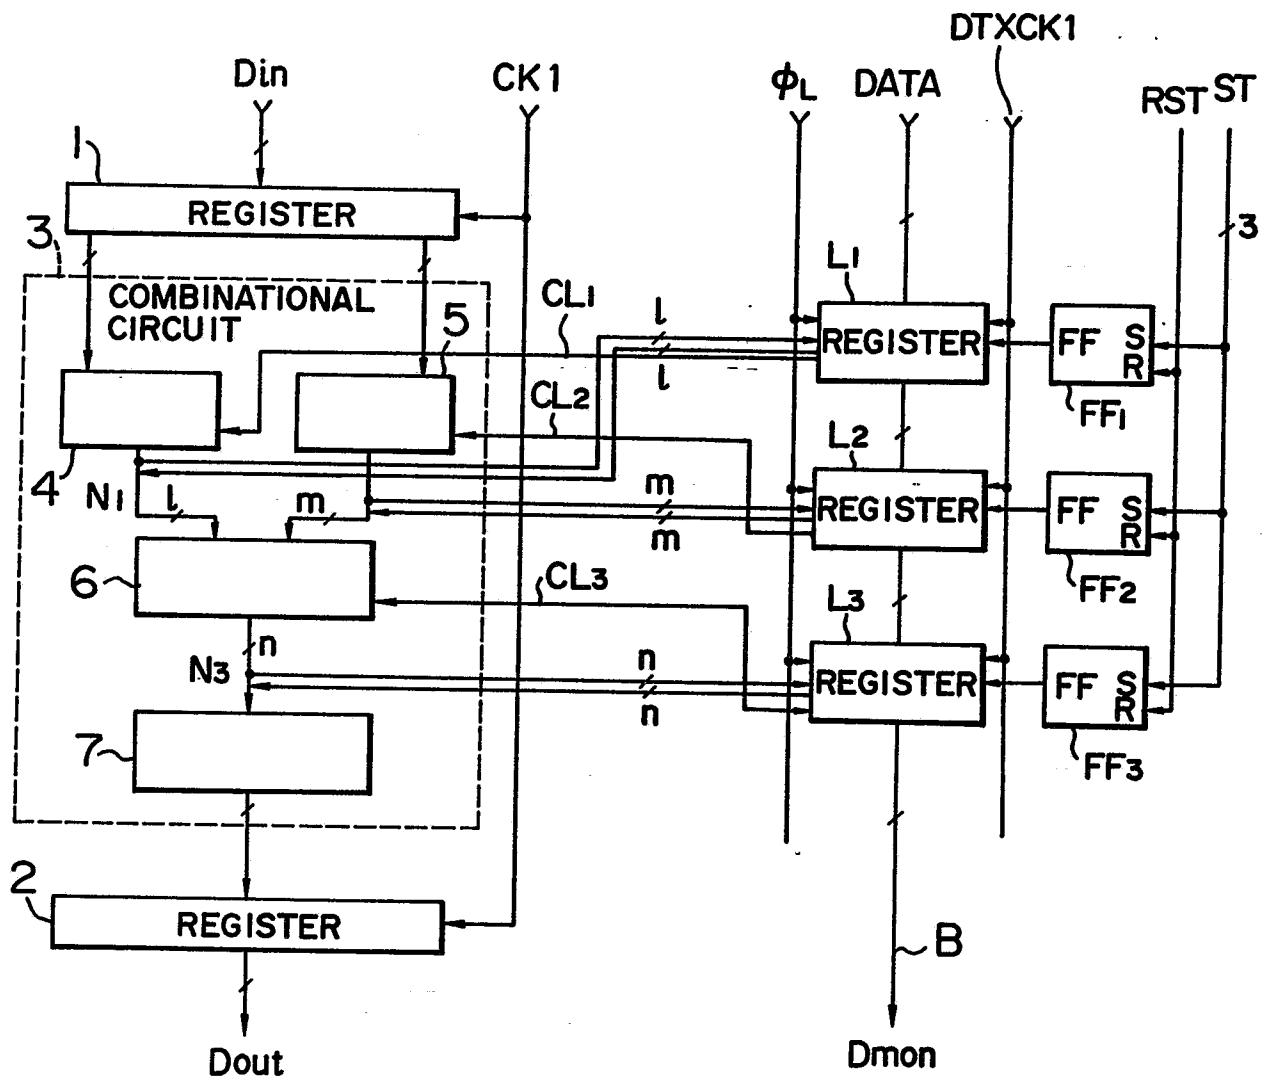 DTXCK1
Din
CK1
ϕL
DATA
RST
ST
1
REGISTER
3
3
COMBINATIONAL
CIRCUIT
L1
CL1
l
5
REGISTER
FF
S
R
l
CL2
FF1
L2
4
N1
l
m
m
REGISTER
FF
S
R
m
6
CL3
FF2
L3
n
N3
n
REGISTER
FF
S
R
n
7
FF3
2
REGISTER
B
Dout
Dmon